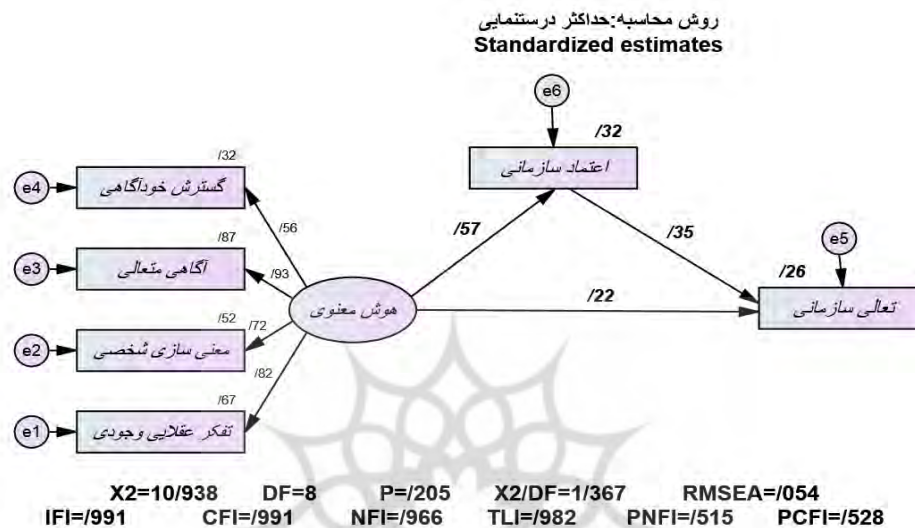 روش محاسبه:حداکثر درستنمایی
Standardized estimates
e6
/32
اعتماد سازمانی
/32
e4
گسترش خودآگاهی
/56
/87
e3
آگاهی متعالی
/93
/57
/35
e5
/26
هوش معنوی
/22
تعالی سازمانی
/52
e2
معنی سازی شخصی
/72
/82
/67
e1
تفکر عقلایی وجودی
X2=10/938 DF=8 P=/205 X2/DF=1/367 RMSEA=/054
IFI=/991 CFI=/991 NFI=/966 TLI=/982 PNFI=/515 PCFI=/528